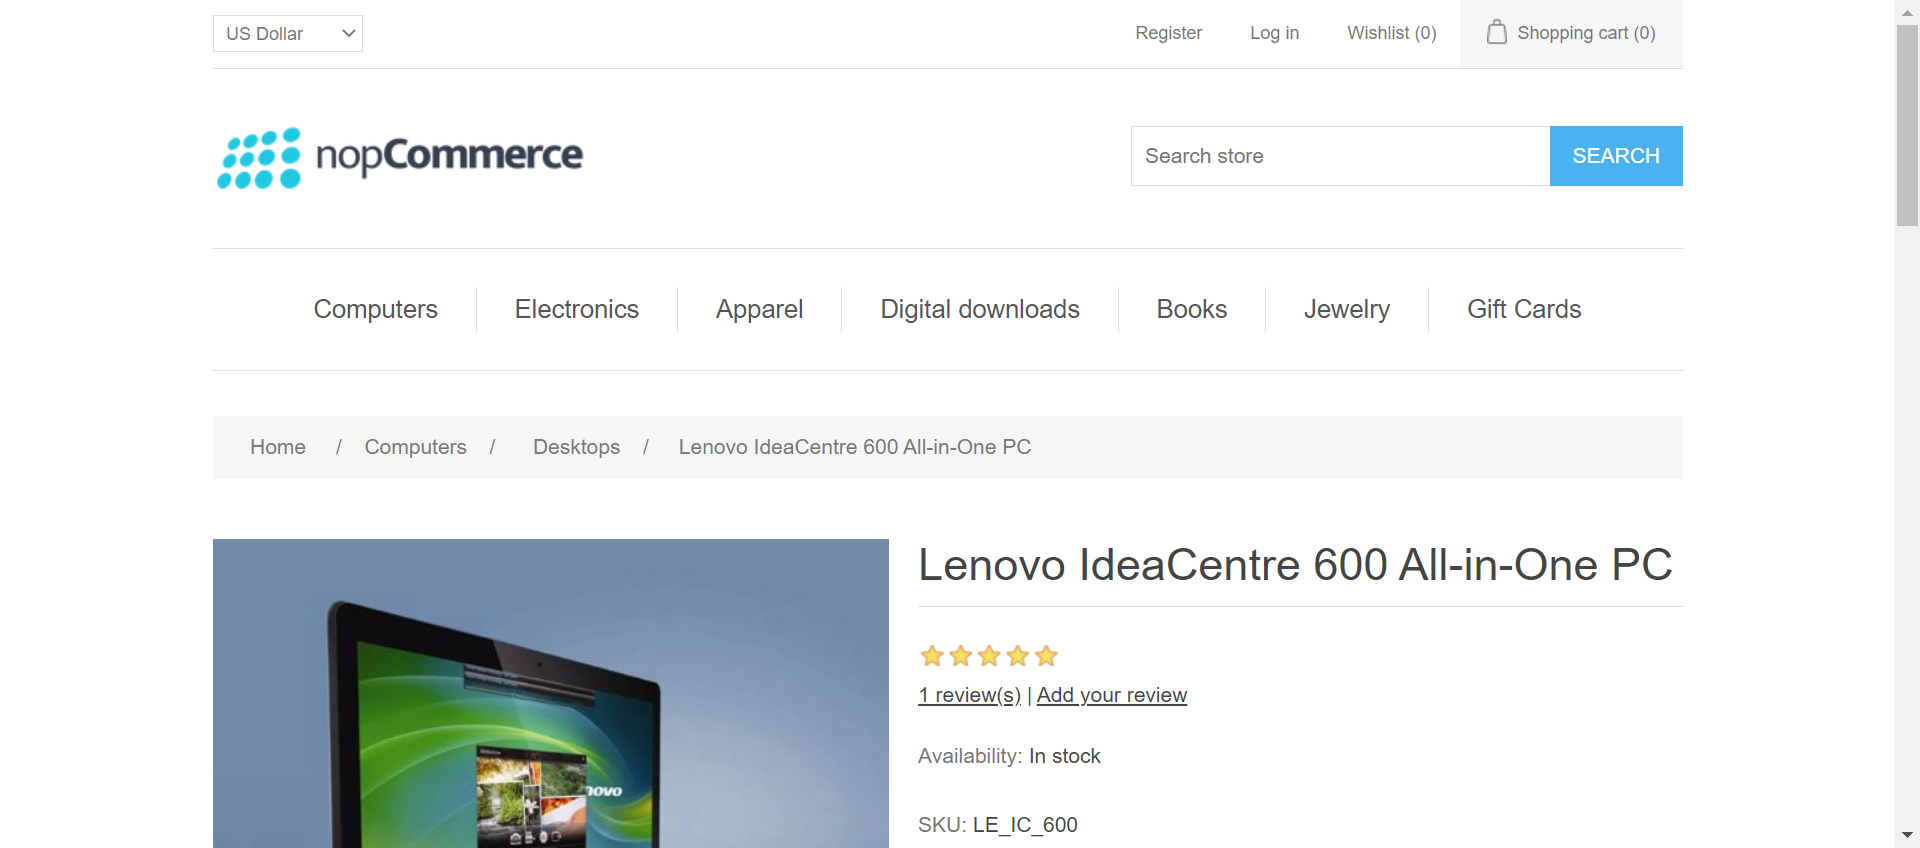 US Dollar
Register
Log in
Wishlist (0)
Shopping cart (0)
nopCommerce
Search store
SEARCH
Computers
Electronics
Apparel
Digital downloads
Books
Jewelry
Gift Cards
Home / Computers / Desktops / Lenovo IdeaCentre 600 All-in-One PC
Lenovo IdeaCentre 600 All-in-One PC
1 review(s) | Add your review
Availability: In stock
SKU: LE_IC_600